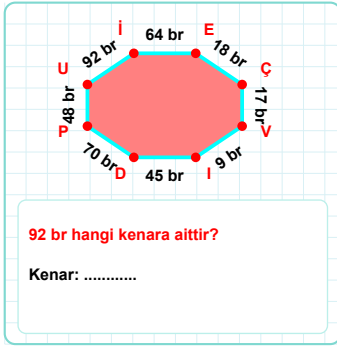 İ
64 br
E
92 br
18 br
U
Ç
48 br
17 br
P
V
70 br
D
45 br
I
9 br
92 br hangi kenara aittir?
Kenar: ............